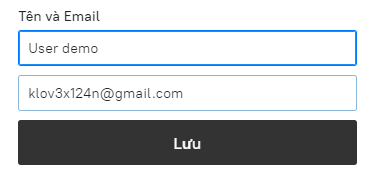 Tên và Email
User demo
klov3x124n@gmail.com
Lưu